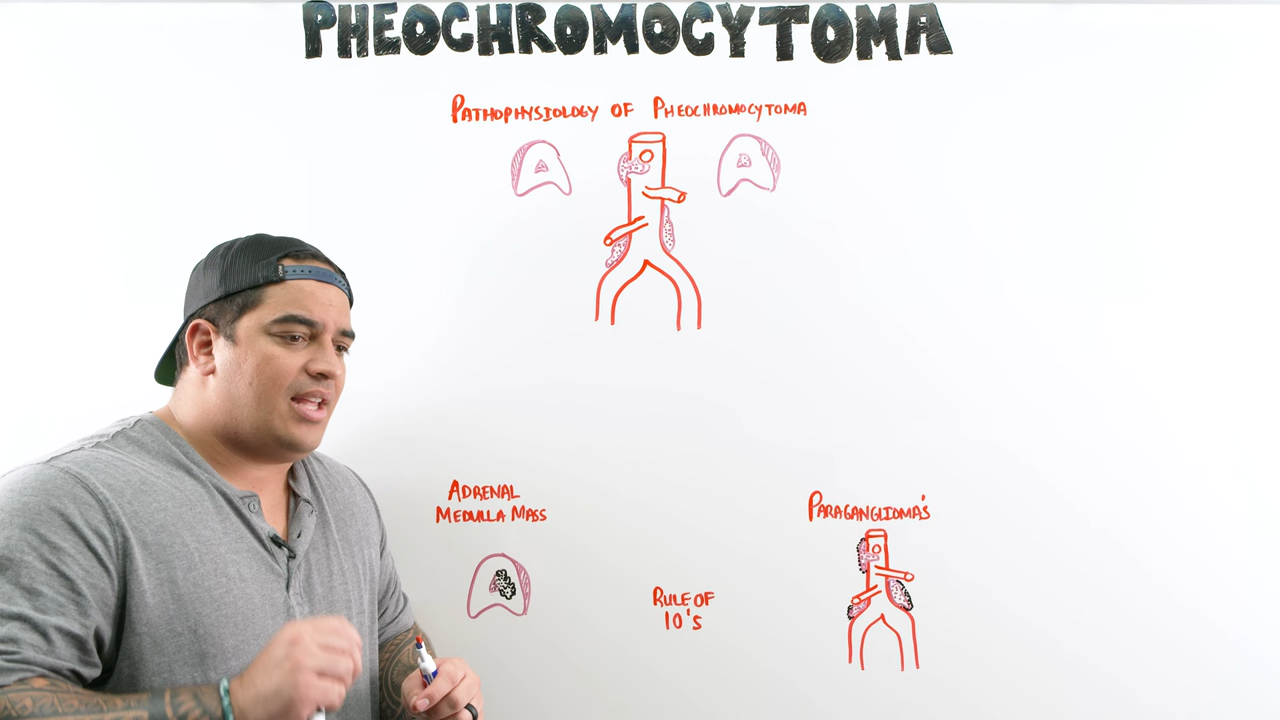 PHEOCHROMOCYTOMA
PATHOPHYSIOLOGY OF PHEOCHROMOCYTOMA
ADRENAL
MEDULLA MASS
PARAGANGLIOMA'S
RULE OF
10'S